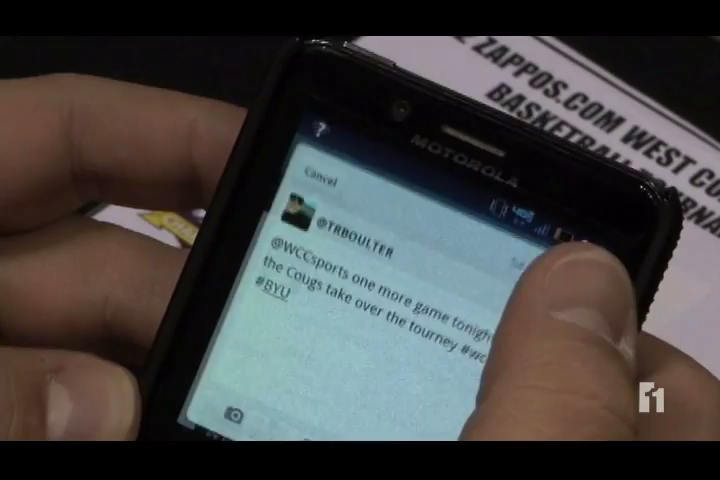 ZAPPOS.COM WEST CO
BASKETBALL
MOTOROLA
Cancel
@TRBOULTER
@WCCsports one more game tonigh
the Cougs take over the tourney #wc
#BYU
1